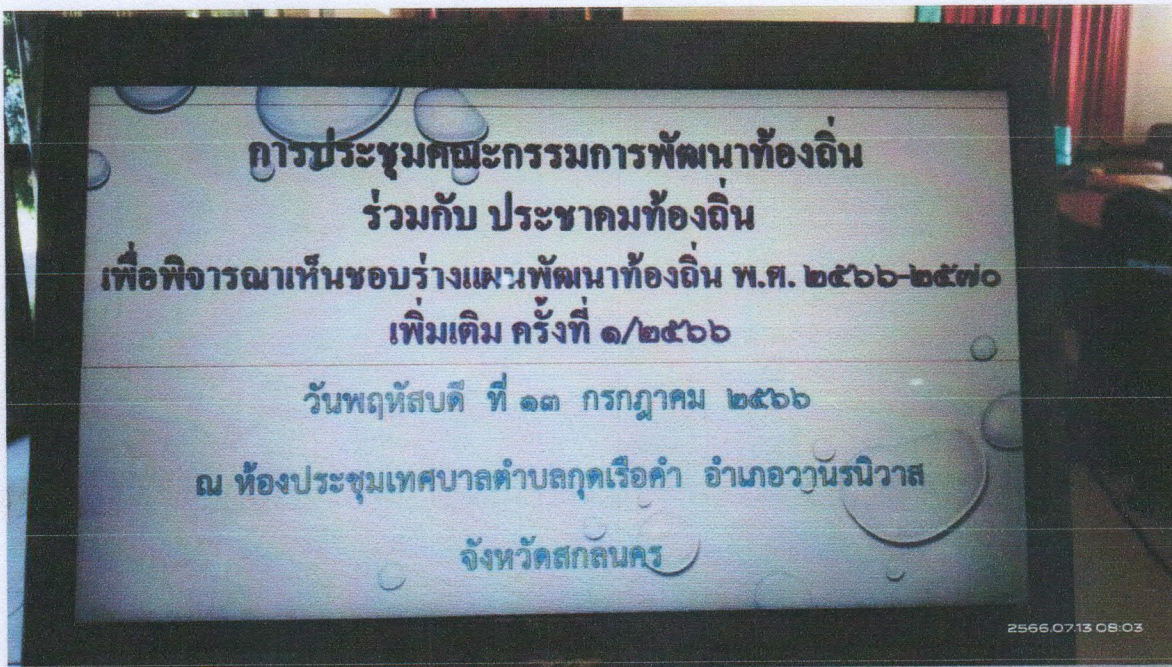 การประชุมคณะกรรมการพัฒนาท้องถิ่น
ร่วมกับ ประชาคมท้องถิ่น
เพื่อพิจารณาเห็นชอบร่างแผนพัฒนาท้องถิ่น พ.ศ. ๒๕๖๖-๒๕๗๐
เพิ่มเติม ครั้งที่ ๑/๒๕๖๖
วันพฤหัสบดี ที่ ๑๓ กรกฎาคม ๒๕๖๖
ณ ห้องประชุมเทศบาลตำบลกุดเรือคำ อำเภอวานรนิวาส
จังหวัดสกลนคร
2566.07.13 08:03